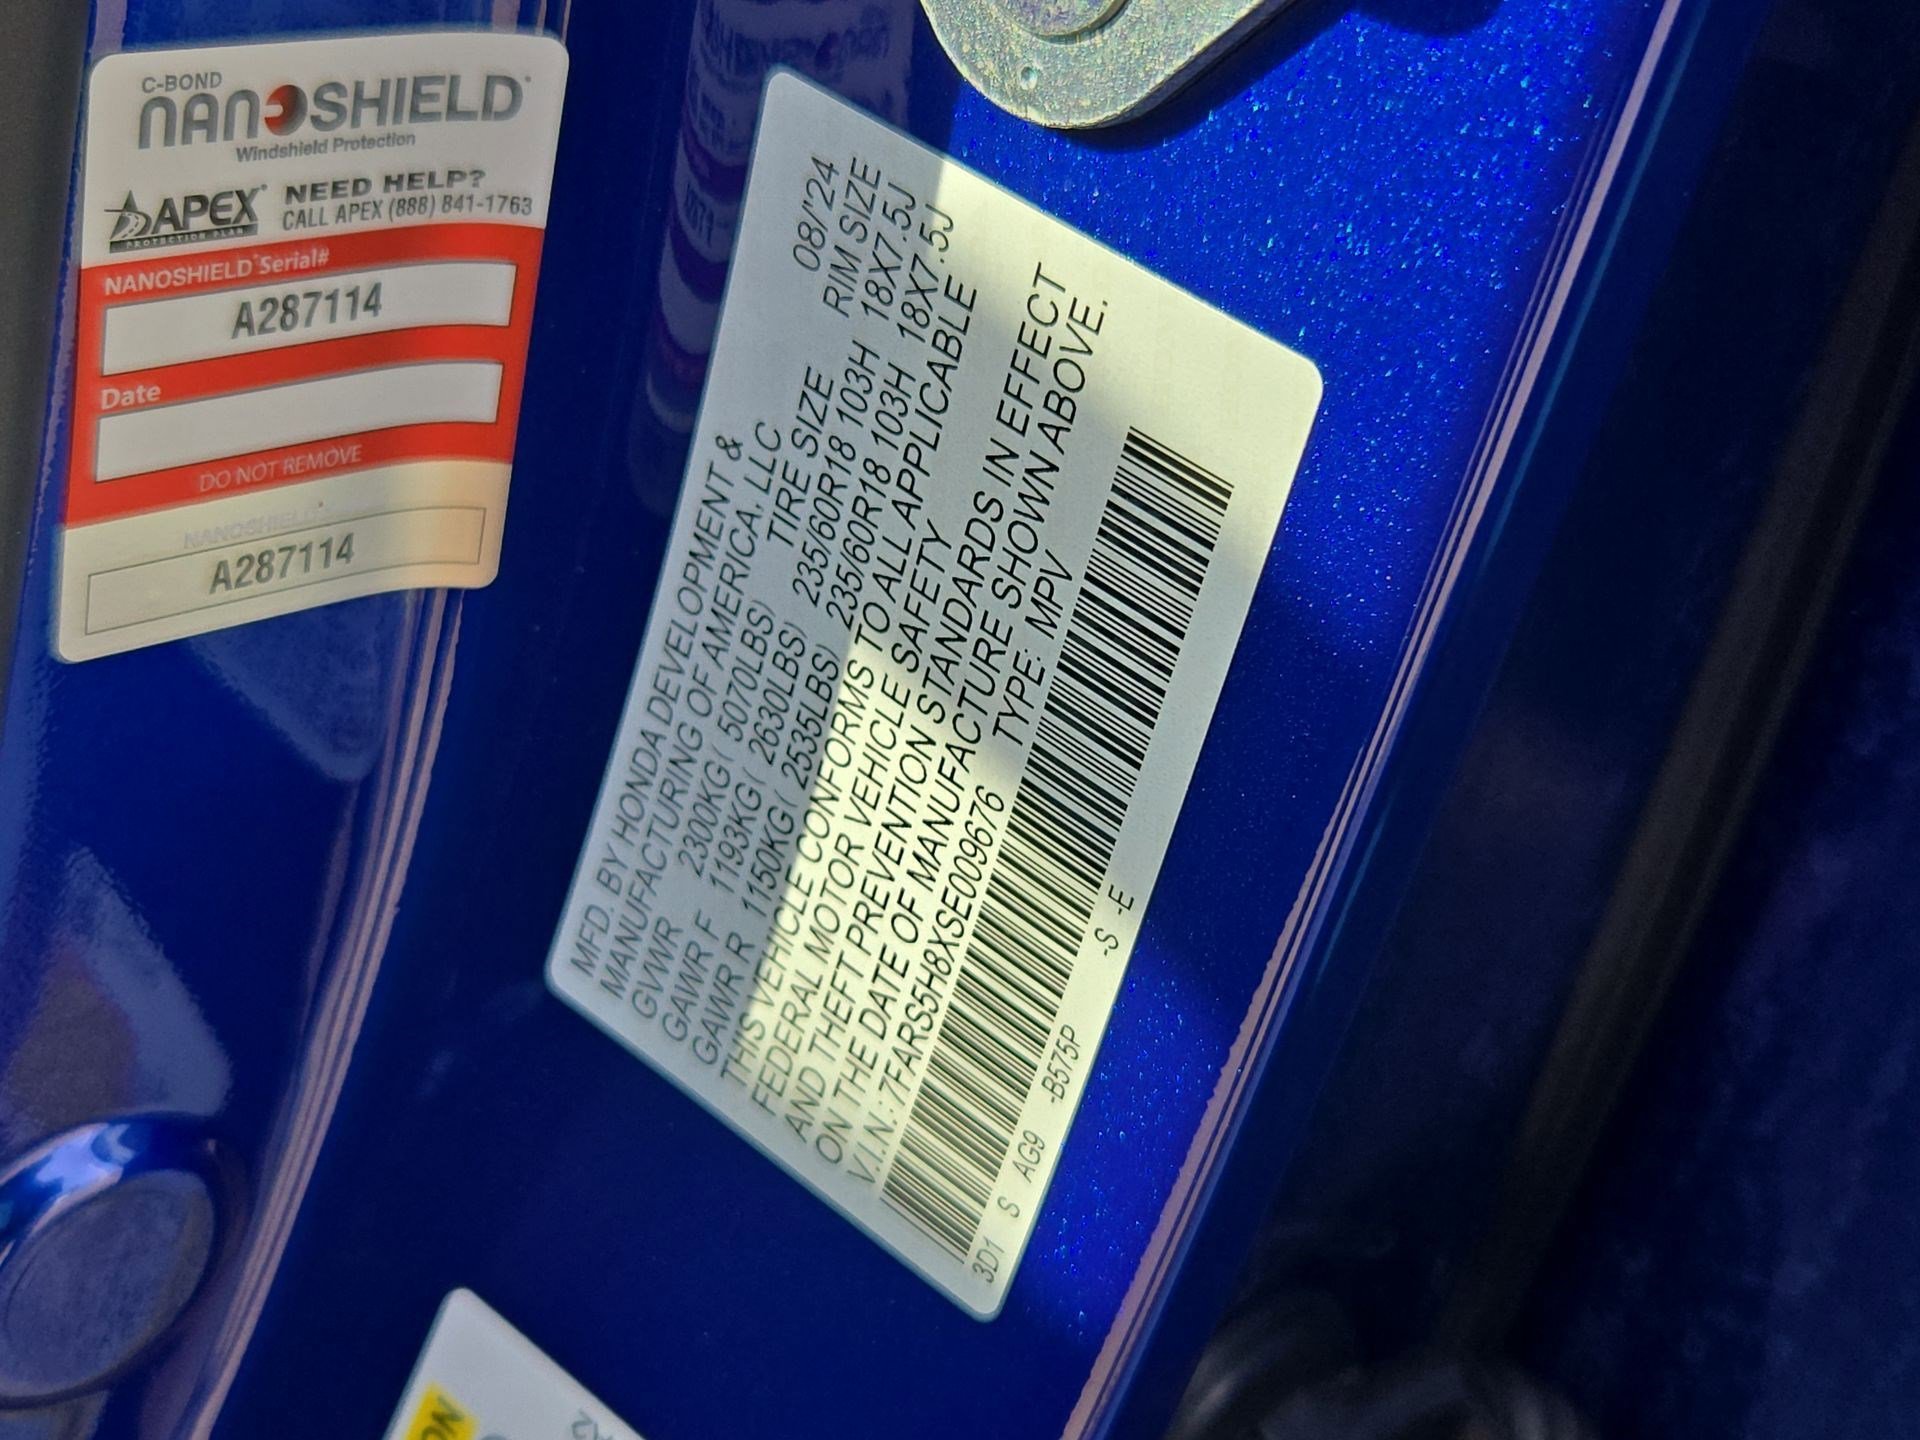 C-BOND
NANOSHIELD
Windshield Protection
APEX®
PROTECTION PLAN
NEED HELP?
CALL APEX (888) 841-1763
NANOSHIELD Serial#
A287114
Date
DO NOT REMOVE
NANOSHIELD
A287114
MFD. BY HONDA DEVELOPMENT & 08/'24
MANUFACTURING OF AMERICA, LLC
TIRE SIZE RIM SIZE
GVWR 2300KG ( 5070LBS)
GAWR F 1193KG ( 2630LBS) 235/60R18 103H 18X7.5J
GAWR R 1150KG ( 2535LBS) 235/60R18 103H 18X7.5J
THIS VEHICLE CONFORMS TO ALL APPLICABLE
FEDERAL MOTOR VEHICLE SAFETY
AND THEFT PREVENTION STANDARDS IN EFFECT
ON THE DATE OF MANUFACTURE SHOWN ABOVE.
V.I.N.:7FARS5H8XSE009676 TYPE: MPV
3D1 S AG9 -B575P -S -E